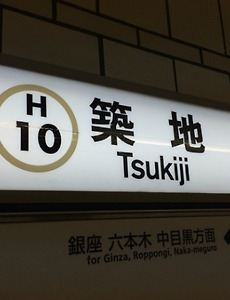 H
10
築地
Tsukiji
銀座 六本木 中目黒方面
for Ginza, Roppongi, Naka-meguro